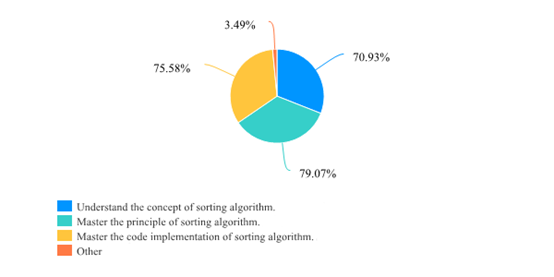 3.49%
70.93%
75.58%
79.07%
Understand the concept of sorting algorithm.
Master the principle of sorting algorithm.
Master the code implementation of sorting algorithm.
Other